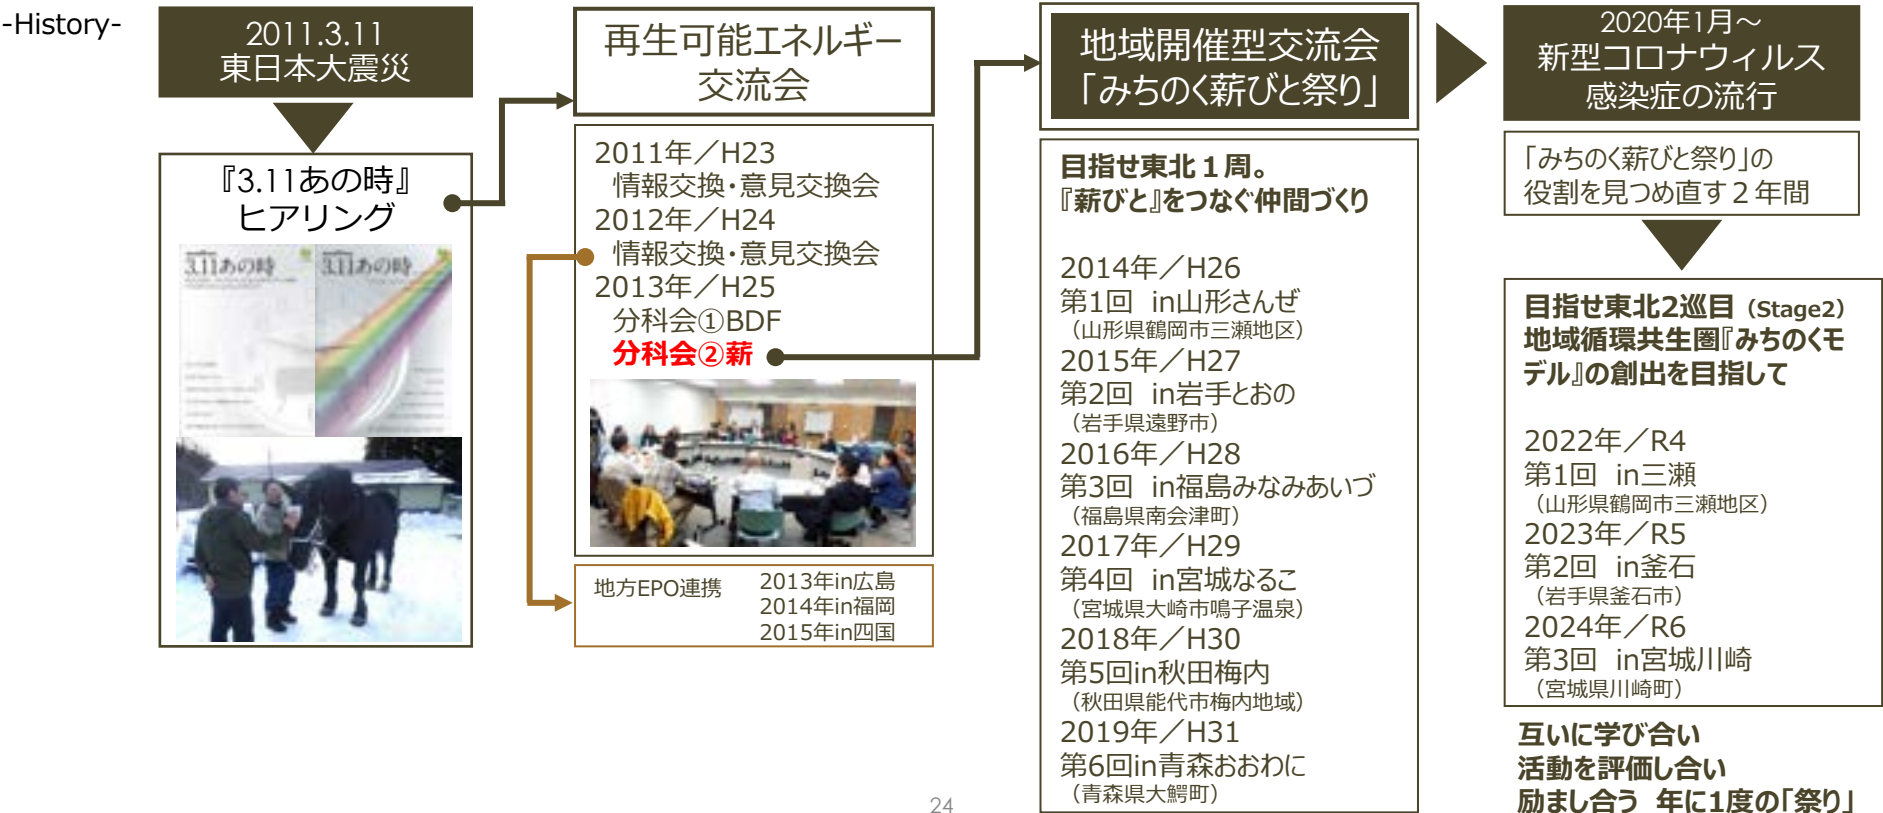 -History-
2011.3.11
東日本大震災
『3.11あの時』
ヒアリング
3.11あの時
3.11あの時
再生可能エネルギー
交流会
2011年／H23
情報交換・意見交換会
2012年／H24
情報交換・意見交換会
2013年／H25
分科会①BDF
分科会②薪
地方EPO連携 2013年in広島
2014年in福岡
2015年in四国
地域開催型交流会
「みちのく薪びと祭り」
目指せ東北１周。
『薪びと』をつなぐ仲間づくり
2014年／H26
第1回 in山形さんぜ
（山形県鶴岡市三瀬地区）
2015年／H27
第2回 in岩手とおの
（岩手県遠野市）
2016年／H28
第3回 in福島みなみあいづ
（福島県南会津町）
2017年／H29
第4回 in宮城なるこ
（宮城県大崎市鳴子温泉）
2018年／H30
第5回in秋田梅内
（秋田県能代市梅内地域）
2019年／H31
第6回in青森おおわに
（青森県大鰐町）
2020年1月～
新型コロナウィルス
感染症の流行
「みちのく薪びと祭り」の
役割を見つめ直す２年間
目指せ東北2巡目（Stage2）
地域循環共生圏『みちのくモ
デル』の創出を目指して
2022年／R4
第1回 in三瀬
（山形県鶴岡市三瀬地区）
2023年／R5
第2回 in釜石
（岩手県釜石市）
2024年／R6
第3回 in宮城川崎
（宮城県川崎町）
互いに学び合い
活動を評価し合い
励まし合う 年に1度の「祭り」
24